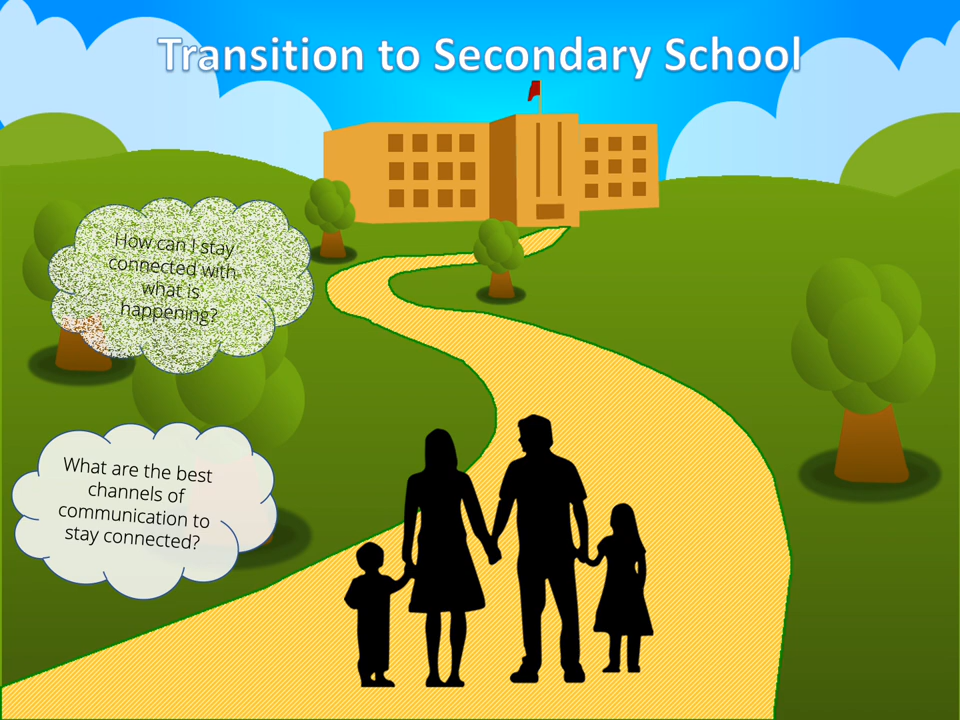 Transition to Secondary School
How can I stay
connected with
what is
happening?
What are the best
channels of
communication to
stay connected?